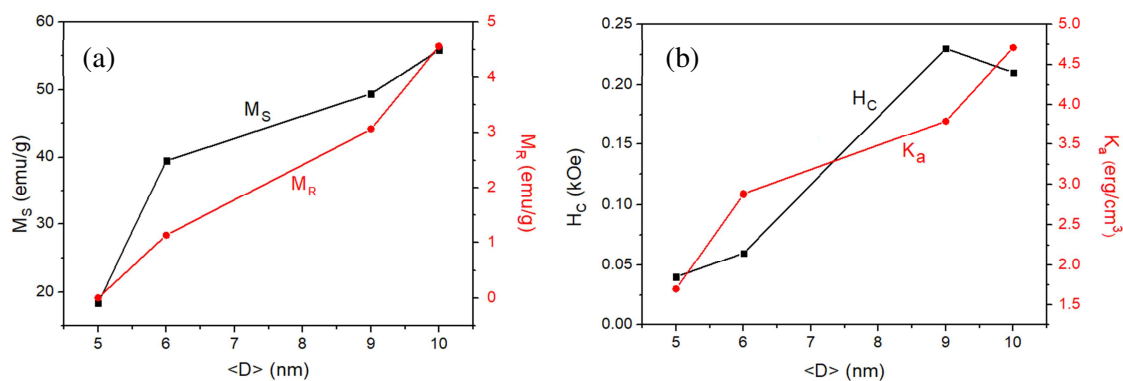 (a)
60
50
40
30
20
M_S (emu/g)
5
4
3
2
1
0
M_R (emu/g)
M_S
M_R
5 6 7 8 9 10
<D> (nm)
(b)
0.25
0.20
0.15
0.10
0.05
0.00
H_C (kOe)
5.0
4.5
4.0
3.5
3.0
2.5
2.0
1.5
K_a (erg/cm³)
H_C
K_a
5 6 7 8 9 10
<D> (nm)